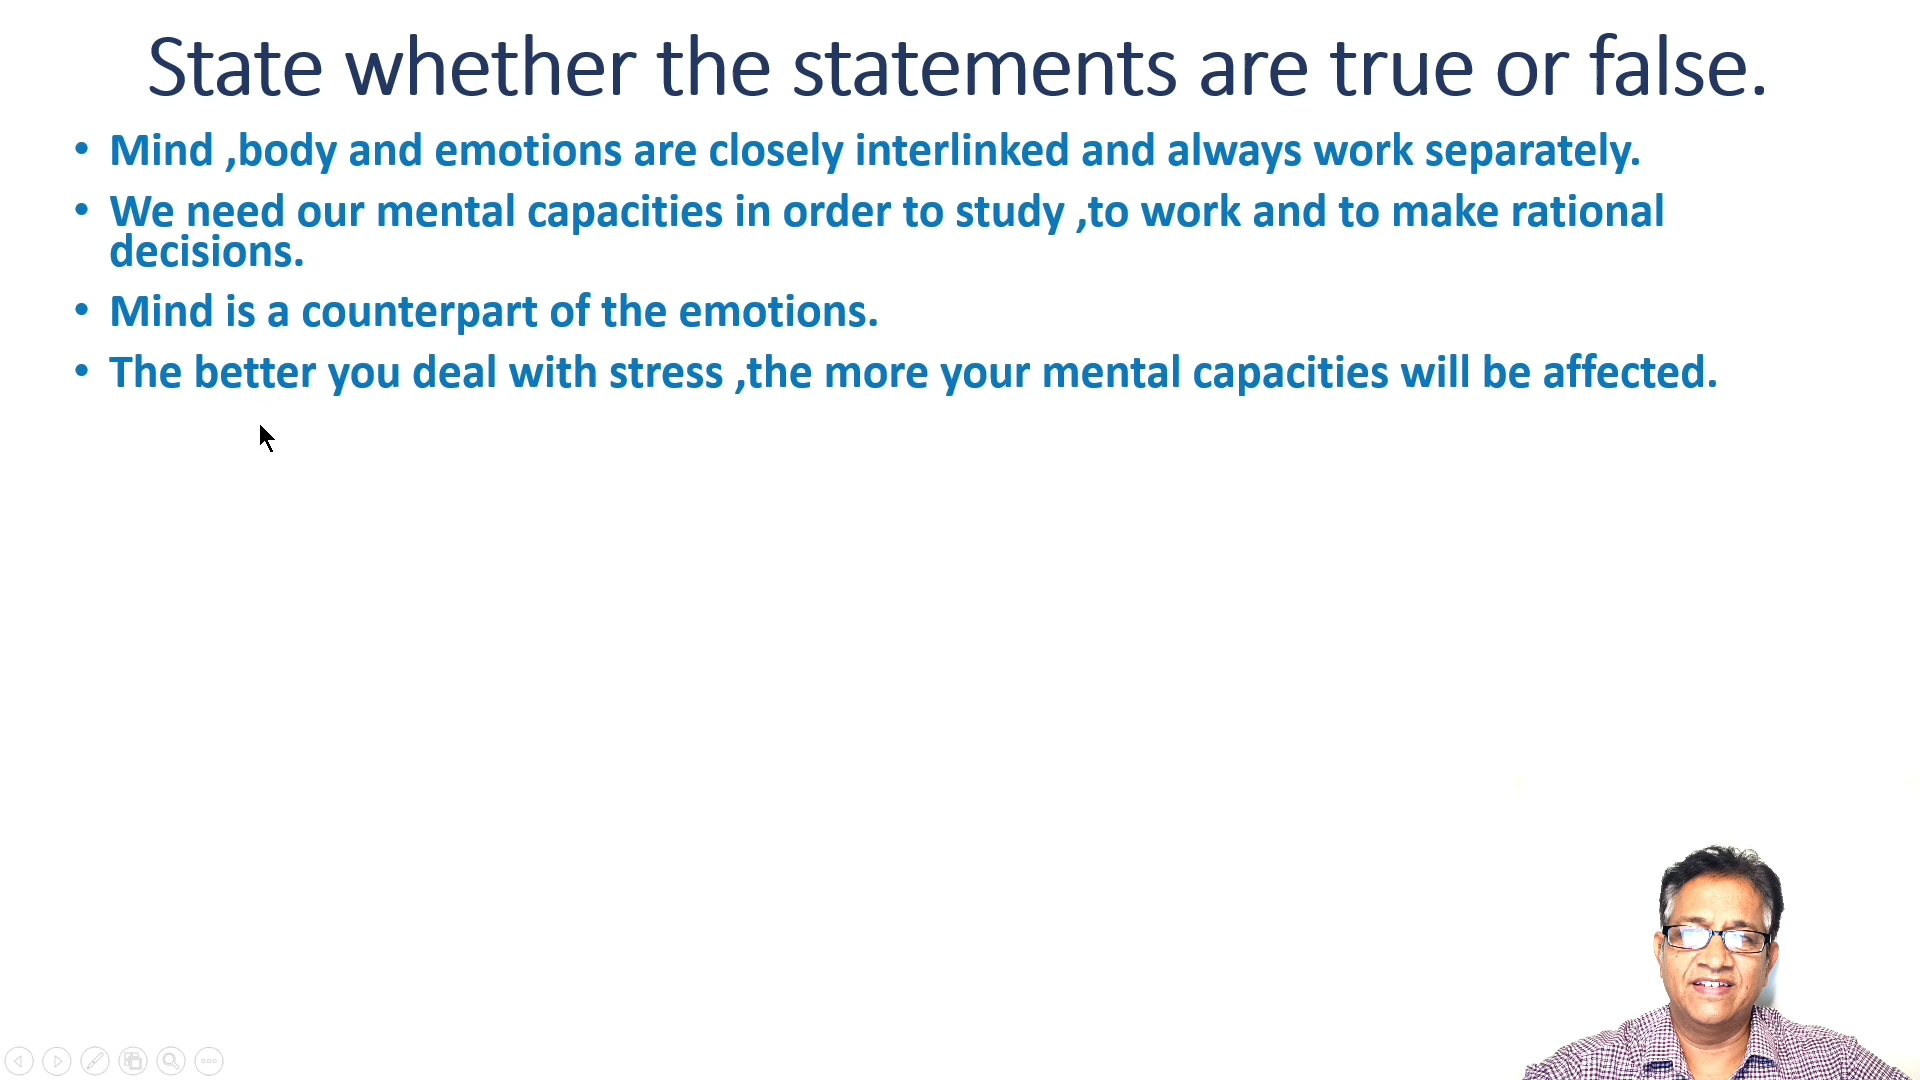 State whether the statements are true or false.
• Mind ,body and emotions are closely interlinked and always work separately.
• We need our mental capacities in order to study ,to work and to make rational
decisions.
• Mind is a counterpart of the emotions.
• The better you deal with stress ,the more your mental capacities will be affected.